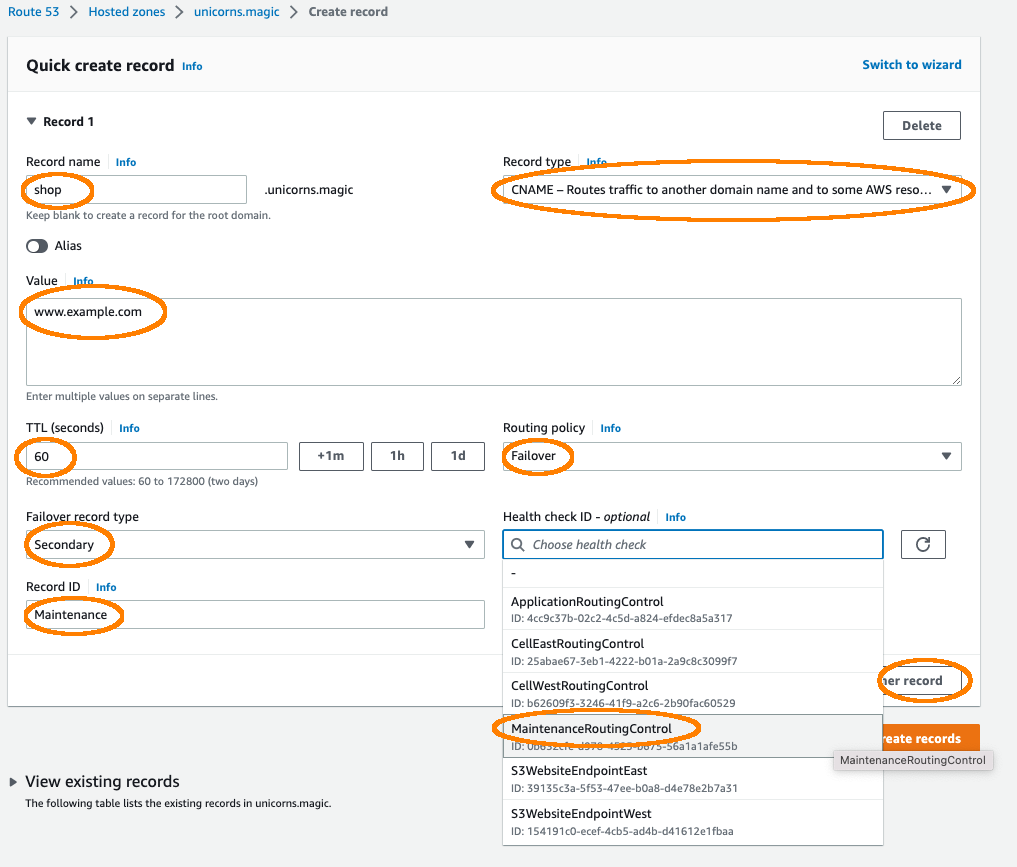 Route 53 > Hosted zones > unicorns.magic > Create record
Quick create record Info
Switch to wizard
Record 1
Delete
Record name Info
shop
.unicorns.magic
Keep blank to create a record for the root domain.
Record type Info
CNAME – Routes traffic to another domain name and to some AWS reso...
Alias
Value Info
www.example.com
Enter multiple values on separate lines.
TTL (seconds) Info
60
+1m
1h
1d
Recommended values: 60 to 172800 (two days)
Routing policy Info
Failover
Failover record type
Secondary
Health check ID - optional Info
Choose health check
-
ApplicationRoutingControl
ID: 4cc9c37b-02c2-4c5d-a824-efdec8a5a317
CellEastRoutingControl
ID: 25abae67-3eb1-4222-b01a-2a9c8c3099f7
CellWestRoutingControl
ID: b62609f3-3246-41f9-a2c6-2b90fac60529
MaintenanceRoutingControl
S3WebsiteEndpointEast
ID: 39135c3a-5f53-47ee-b0a8-d4e78e2b7a31
S3WebsiteEndpointWest
ID: 154191c0-ecef-4cb5-ad4b-d41612e1fbaa
Record ID Info
Maintenance
her record
reate records
MaintenanceRoutingControl
View existing records
The following table lists the existing records in unicorns.magic.